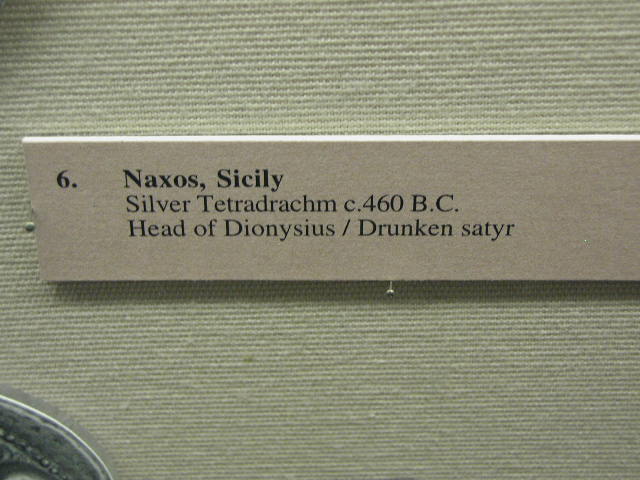 6. Naxos, Sicily
Silver Tetradrachm c.460 B.C.
Head of Dionysius / Drunken satyr